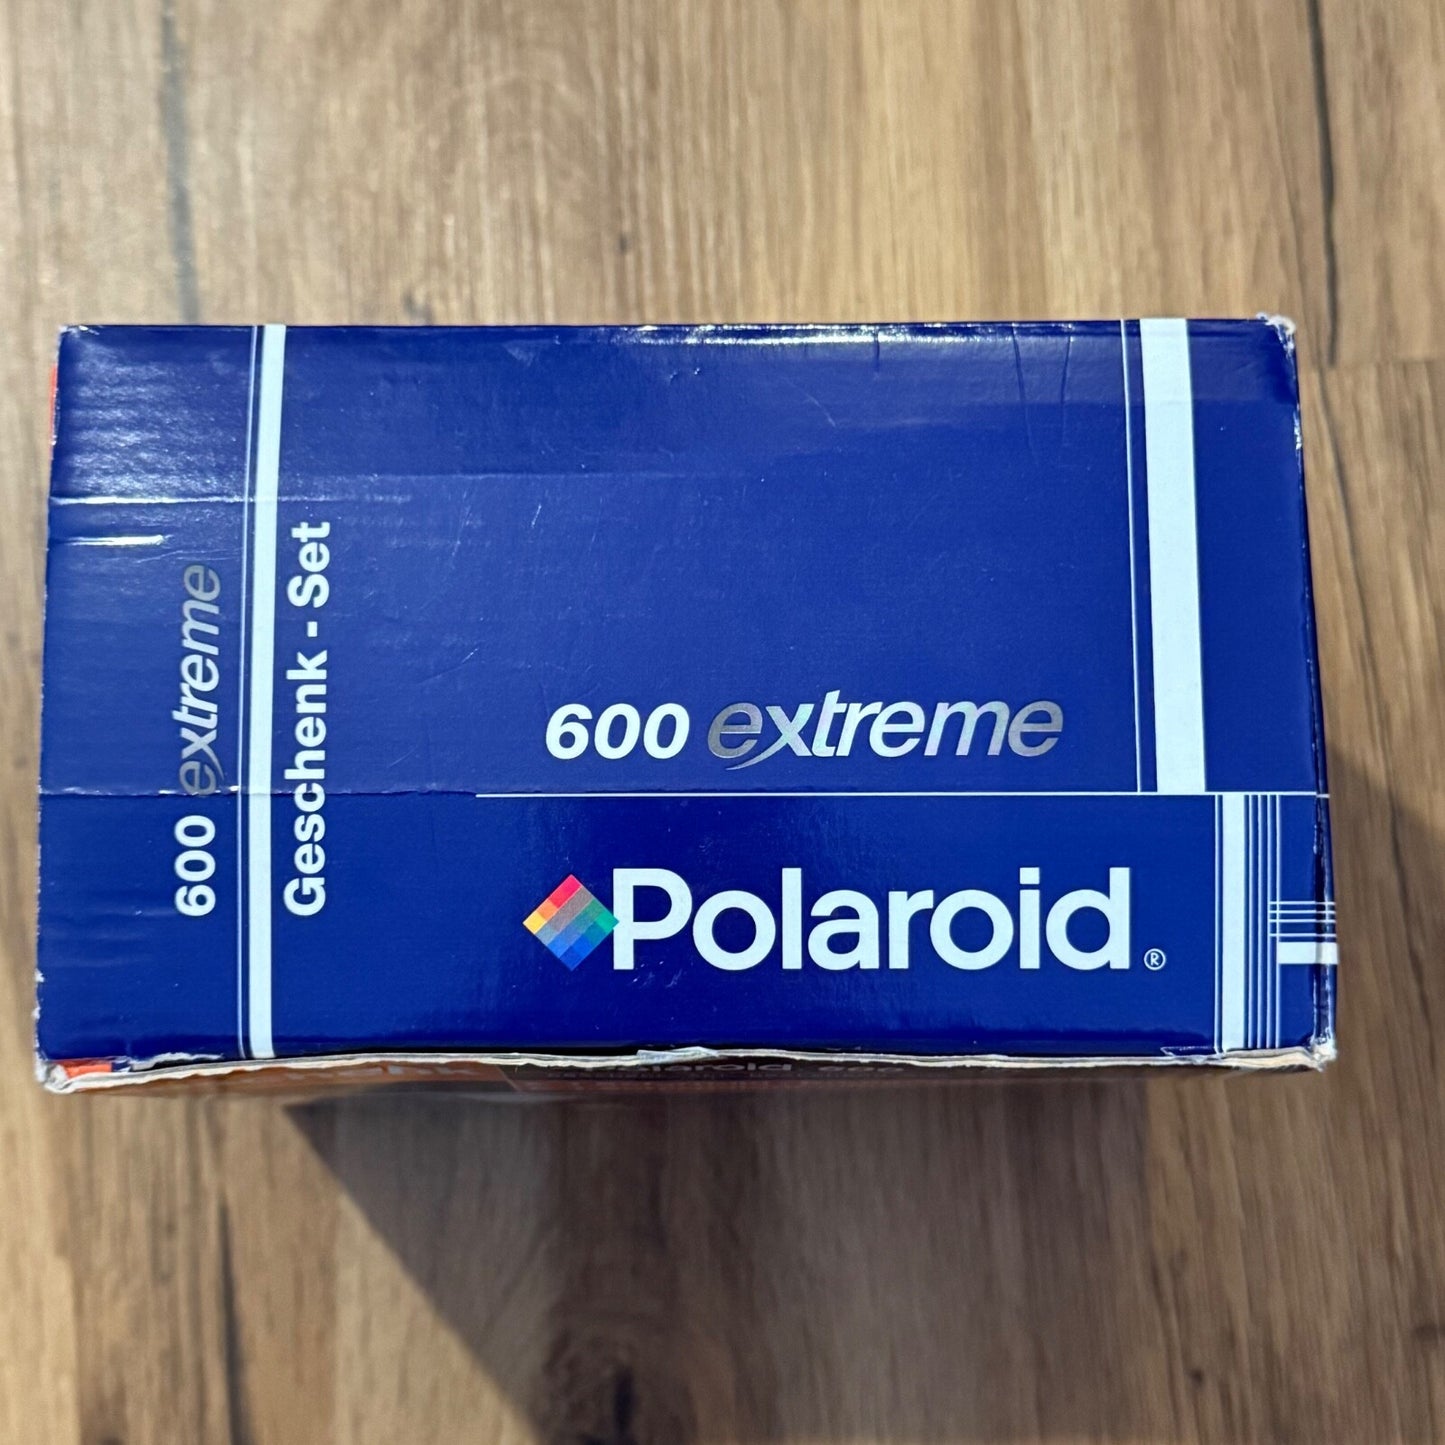 600 extreme
Geschenk - Set
600 extreme
Polaroid ®